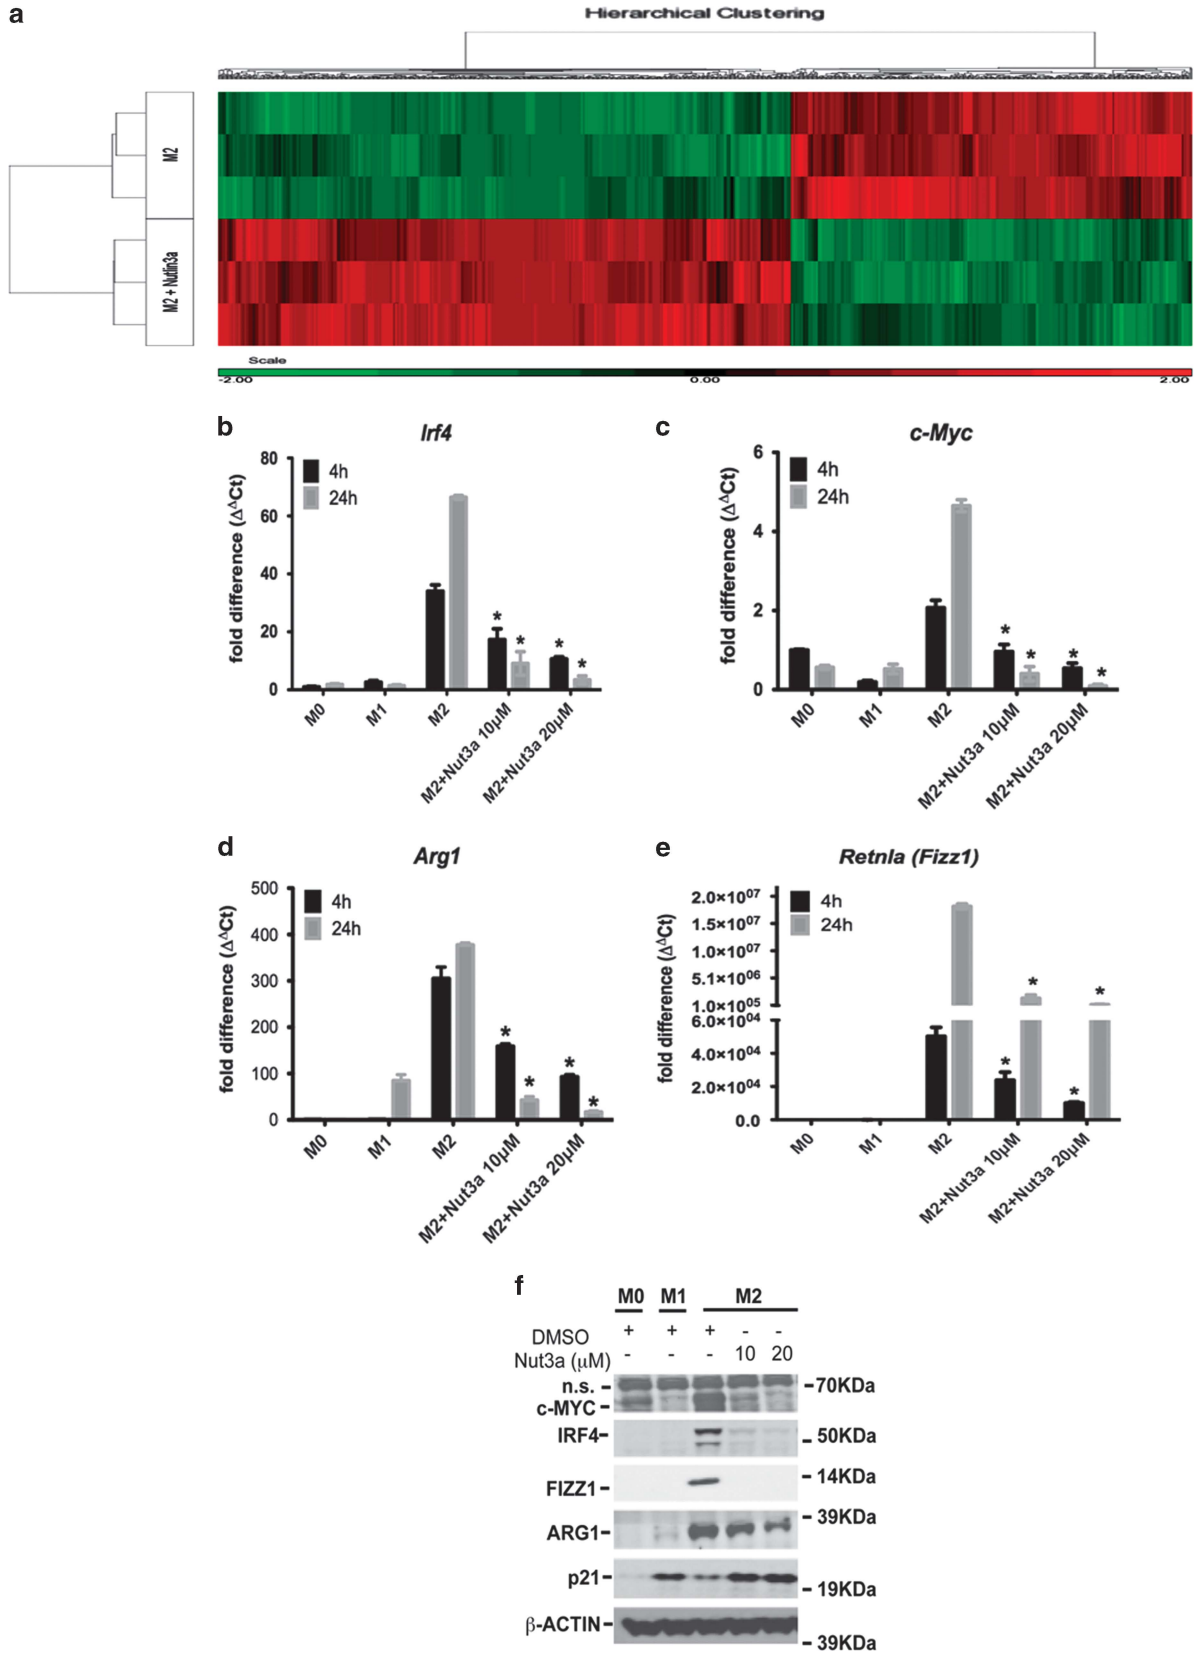 a
Hierarchical Clustering
M2
M2 + Nutlin3a
Scale
-2.00 0.00 2.00
b
Irf4
fold difference (ΔΔCt)
80
60
40
20
0
4h
24h
M0 M1 M2 M2+Nut3a 10μM M2+Nut3a 20μM
* * * *
c
c-Myc
fold difference (ΔΔCt)
6
4
2
0
4h
24h
M0 M1 M2 M2+Nut3a 10μM M2+Nut3a 20μM
* * * *
d
Arg1
fold difference (ΔΔCt)
500
400
300
200
100
0
4h
24h
M0 M1 M2 M2+Nut3a 10μM M2+Nut3a 20μM
* * * *
e
Retnla (Fizz1)
fold difference (ΔΔCt)
2.0×10⁰⁷
1.5×10⁰⁷
1.0×10⁰⁷
5.1×10⁰⁶
1.0×10⁰⁵
6.0×10⁰⁴
4.0×10⁰⁴
2.0×10⁰⁴
0.0
4h
24h
M0 M1 M2 M2+Nut3a 10μM M2+Nut3a 20μM
* * * *
f
M0 M1 M2
DMSO + + + - -
Nut3a (μM) - - - 10 20
n.s. -70KDa
c-MYC
IRF4- - 50KDa
FIZZ1- - 14KDa
ARG1- - 39KDa
p21- - 19KDa
β-ACTIN- - 39KDa